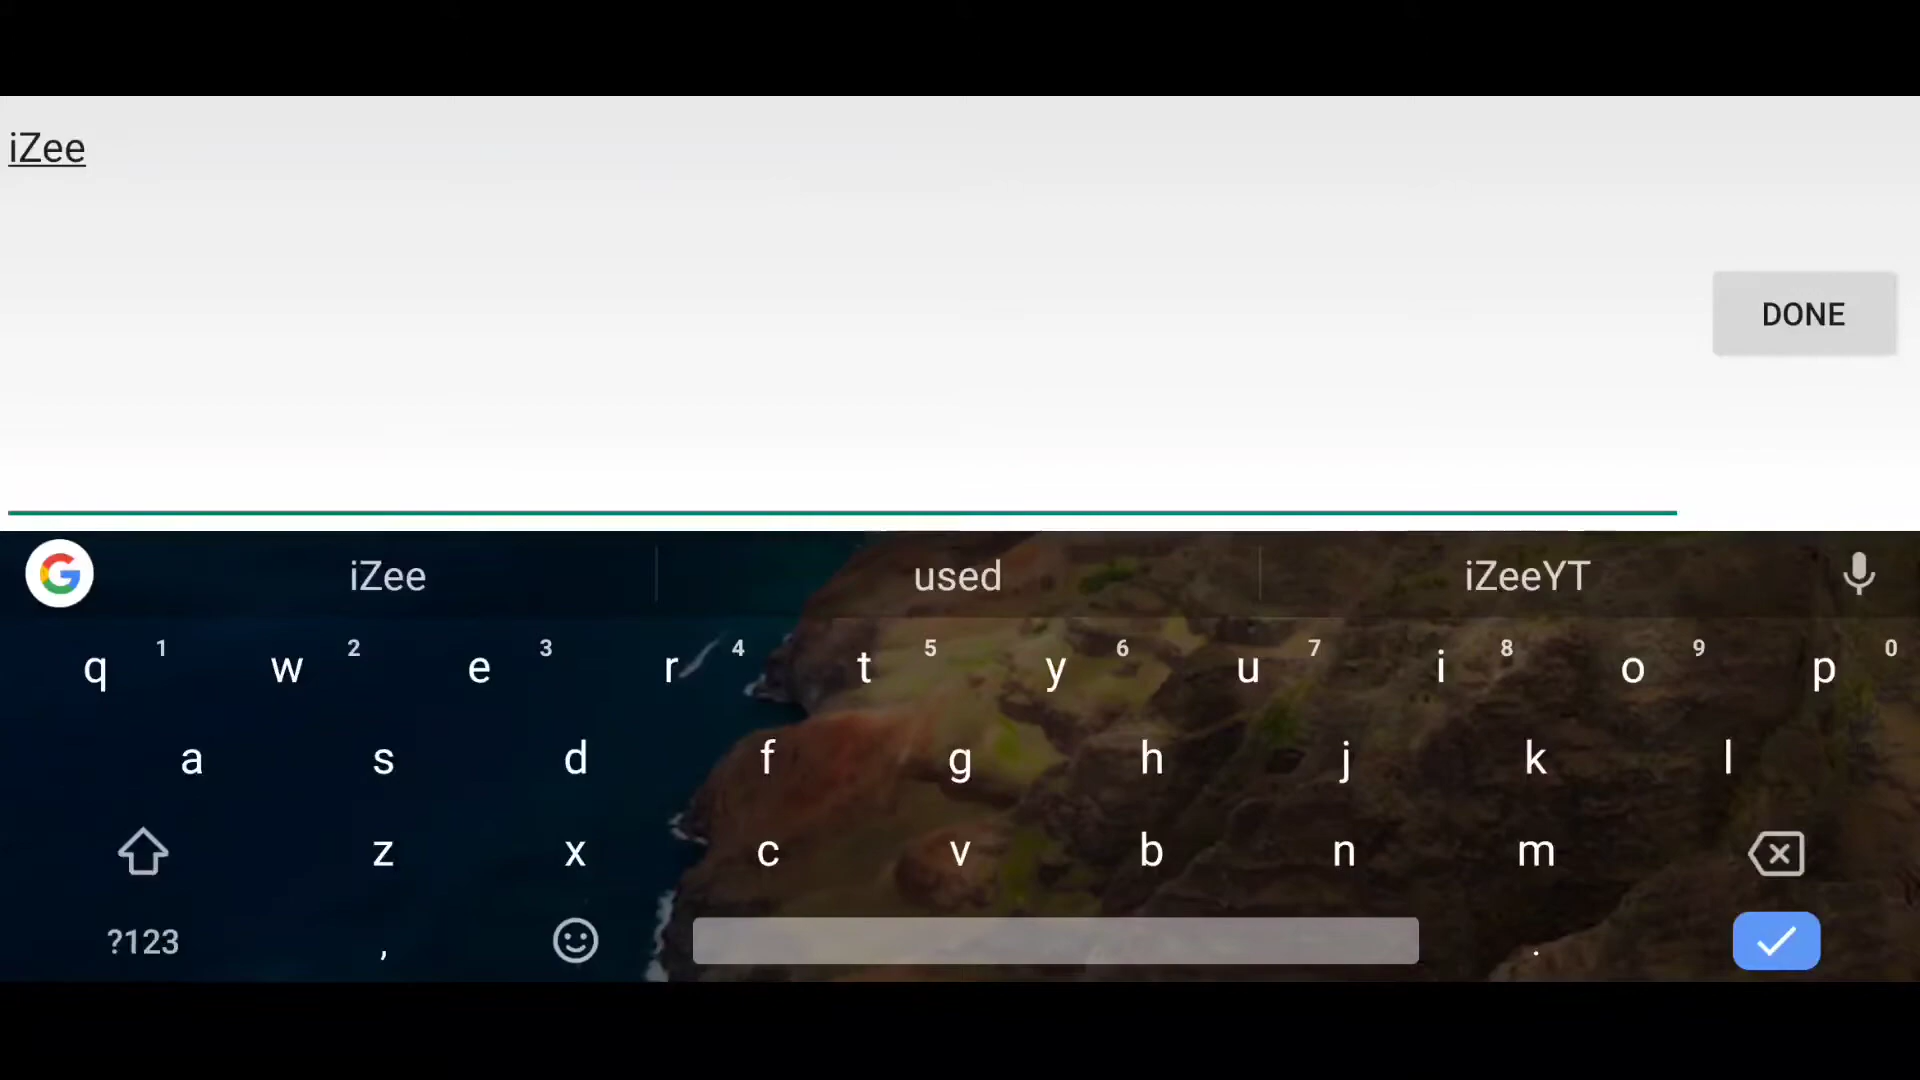 iZee
DONE
iZee used iZeeYT
q 1 w 2 e 3 r 4 t 5 y 6 u 7 i 8 o 9 p 0
a s d f g h j k l
z x c v b n m
?123 , .